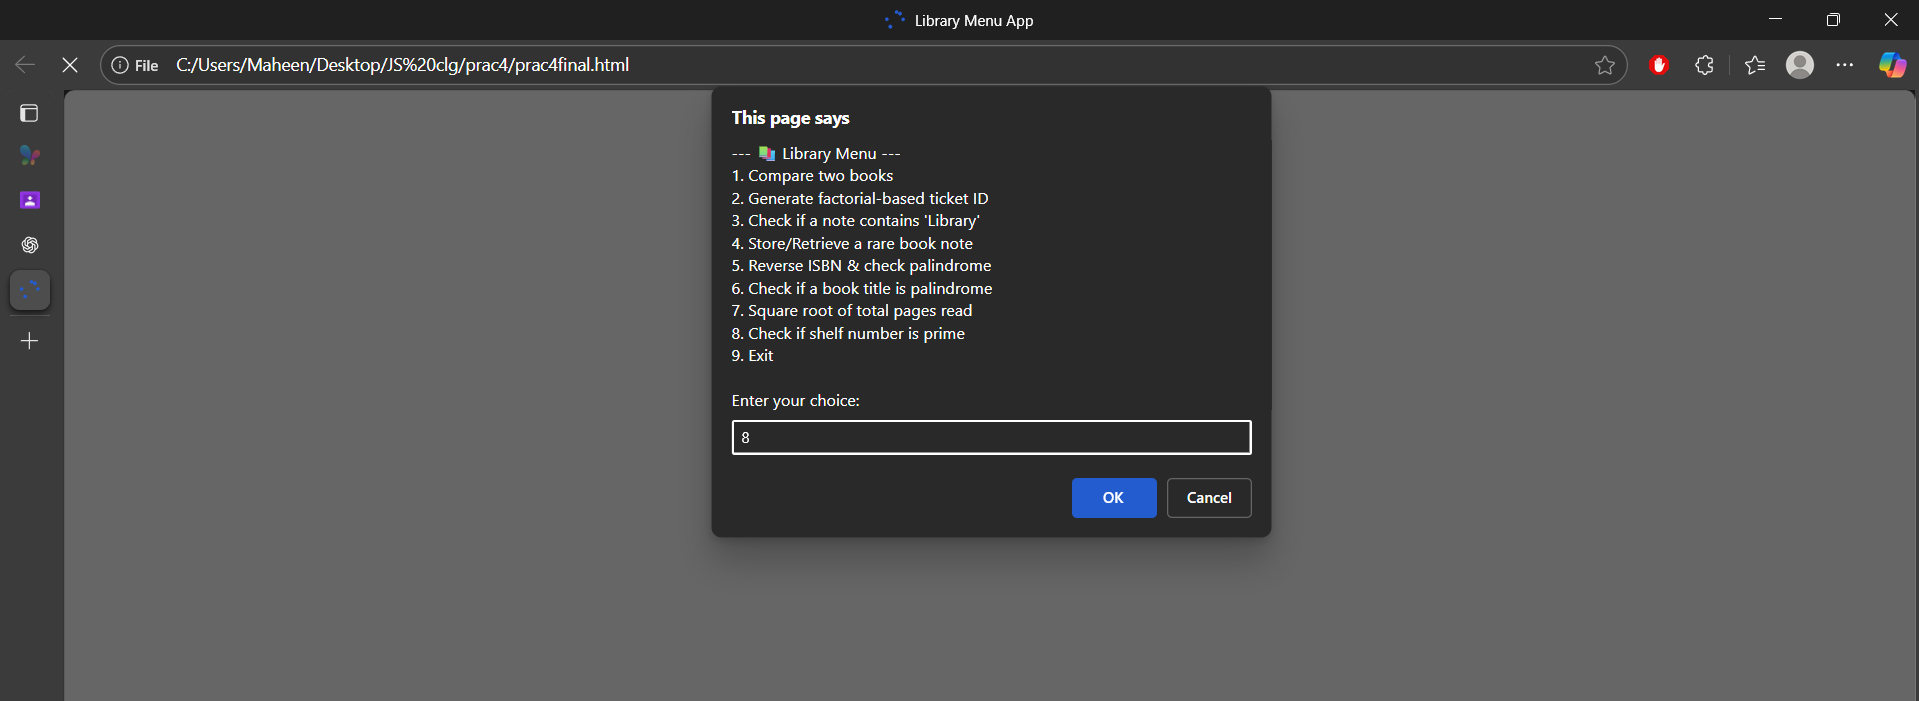 Library Menu App
File C:/Users/Maheen/Desktop/JS%20clg/prac4/prac4final.html
This page says
--- 📚 Library Menu ---
1. Compare two books
2. Generate factorial-based ticket ID
3. Check if a note contains 'Library'
4. Store/Retrieve a rare book note
5. Reverse ISBN & check palindrome
6. Check if a book title is palindrome
7. Square root of total pages read
8. Check if shelf number is prime
9. Exit
Enter your choice:
8
OK Cancel